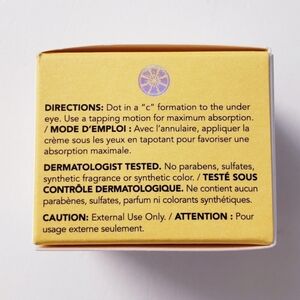 DIRECTIONS: Dot in a "c" formation to the under
eye. Use a tapping motion for maximum absorption.
/ MODE D'EMPLOI : Avec l'annulaire, appliquer la
crème sous les yeux en tapotant pour favoriser une
absorption maximale.
DERMATOLOGIST TESTED. No parabens, sulfates,
synthetic fragrance or synthetic color. / TESTÉ SOUS
CONTRÔLE DERMATOLOGIQUE. Ne contient aucun
parabènes, sulfates, parfum ni colorants synthétiques.
CAUTION: External Use Only. / ATTENTION : Pour
usage externe seulement.